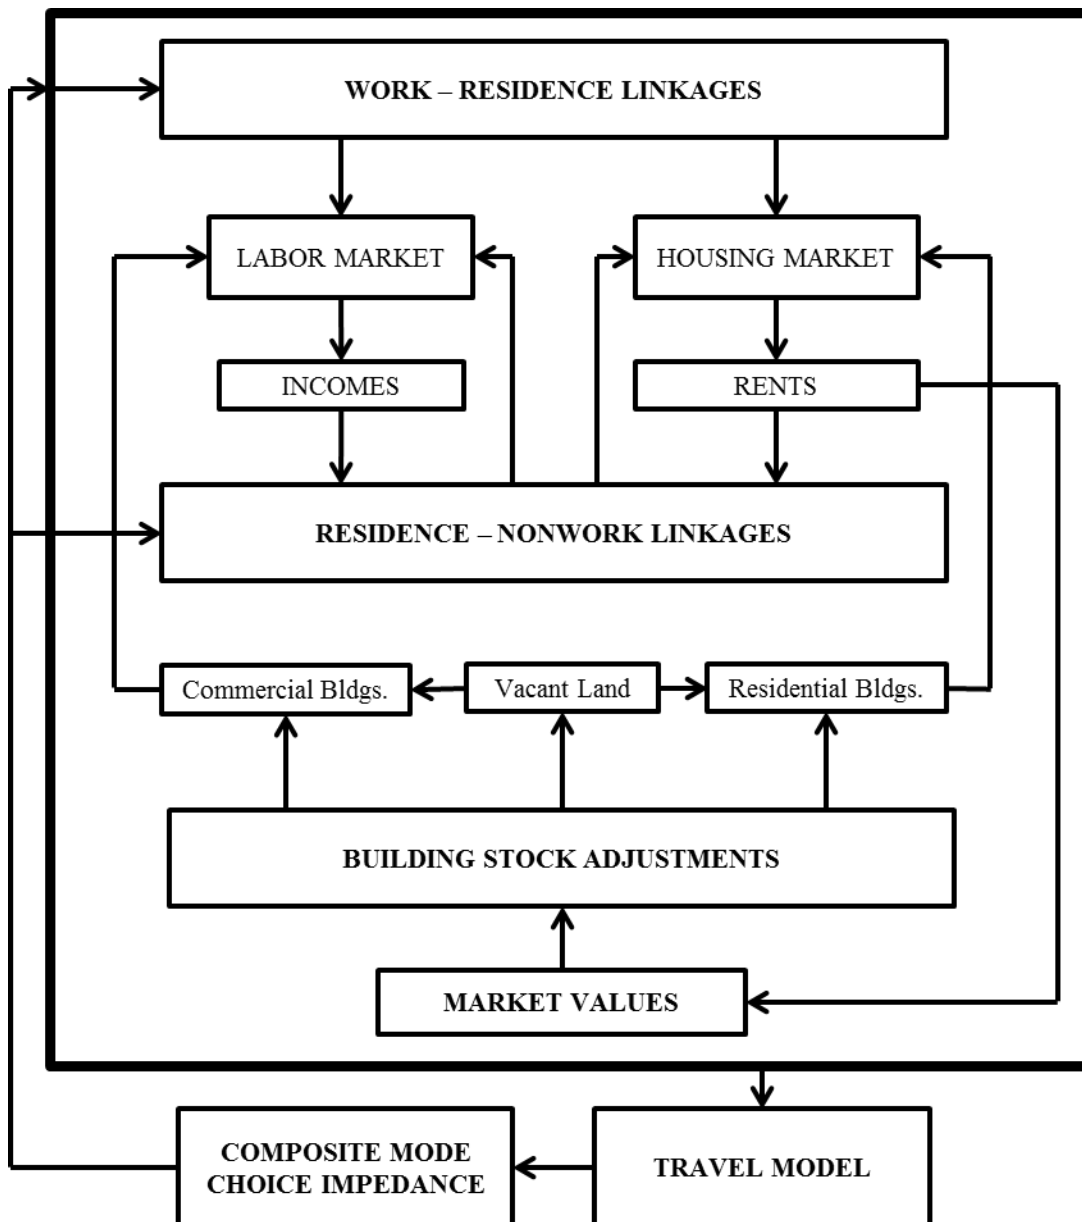 WORK – RESIDENCE LINKAGES
LABOR MARKET
HOUSING MARKET
INCOMES
RENTS
RESIDENCE – NONWORK LINKAGES
Commercial Bldgs.
Vacant Land
Residential Bldgs.
BUILDING STOCK ADJUSTMENTS
MARKET VALUES
COMPOSITE MODE
CHOICE IMPEDANCE
TRAVEL MODEL